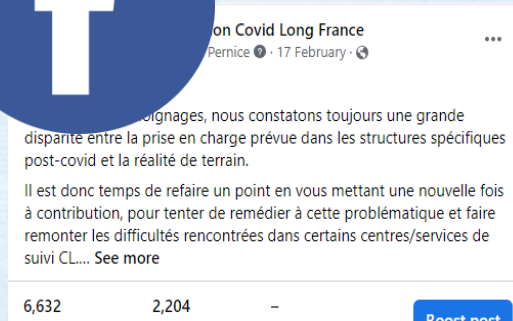 on Covid Long France
Pernice · 17 February ·
oignages, nous constatons toujours une grande
disparité entre la prise en charge prévue dans les structures spécifiques
post-covid et la réalité de terrain.
Il est donc temps de refaire un point en vous mettant une nouvelle fois
à contribution, pour tenter de remédier à cette problématique et faire
remonter les difficultés rencontrées dans certains centres/services de
suivi CL.... See more
6,632 2,204 –
Boost post